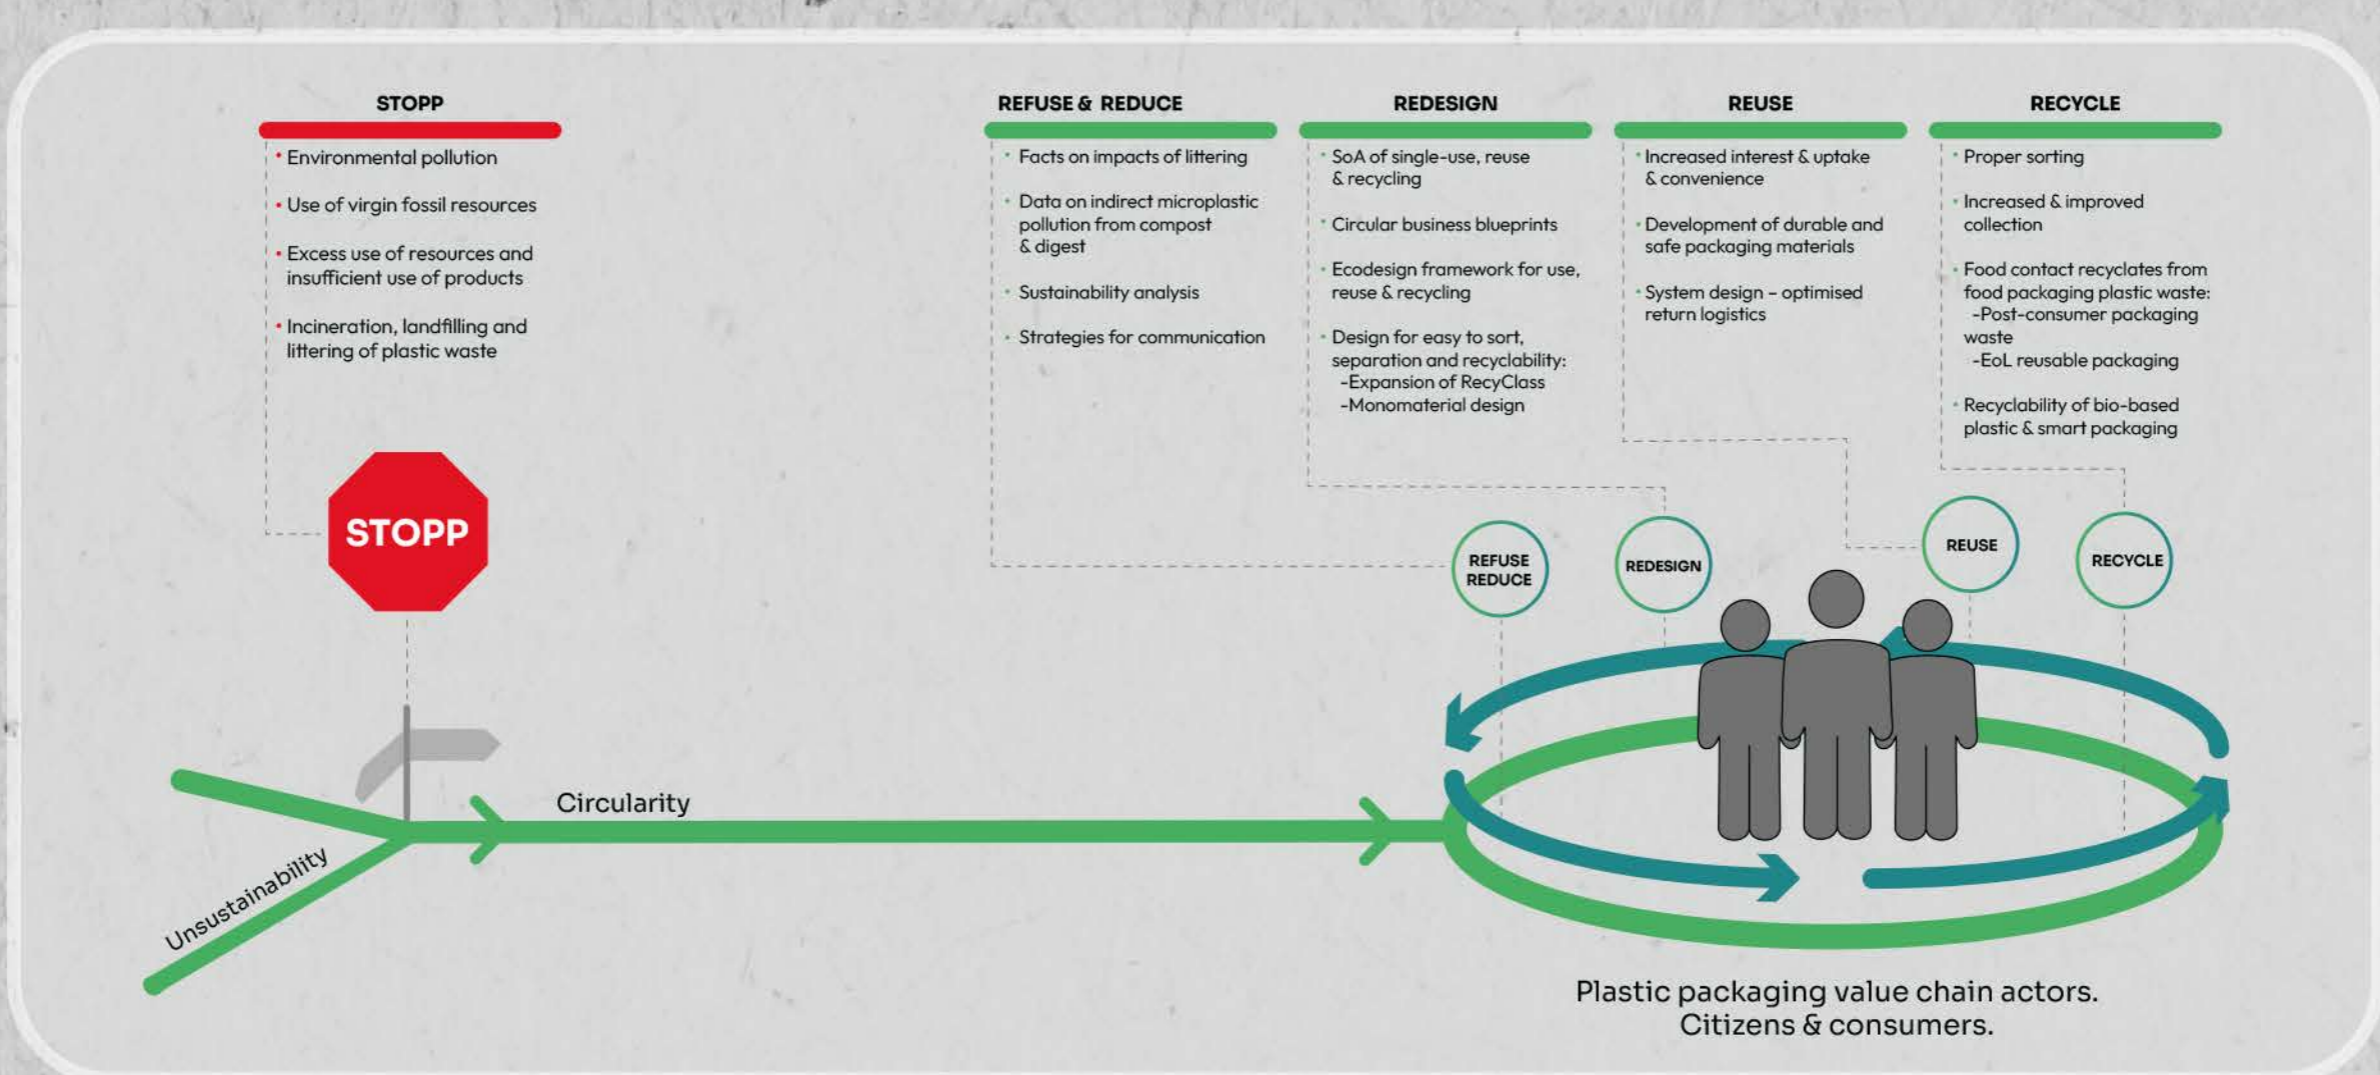 STOPP
• Environmental pollution
• Use of virgin fossil resources
• Excess use of resources and
insufficient use of products
• Incineration, landfilling and
littering of plastic waste
REFUSE & REDUCE
• Facts on impacts of littering
• Data on indirect microplastic
pollution from compost
& digest
• Sustainability analysis
• Strategies for communication
REDESIGN
• SoA of single-use, reuse
& recycling
• Circular business blueprints
• Ecodesign framework for use,
reuse & recycling
• Design for easy to sort,
separation and recyclability:
-Expansion of RecyClass
-Monomaterial design
REUSE
• Increased interest & uptake
& convenience
• Development of durable and
safe packaging materials
• System design – optimised
return logistics
RECYCLE
• Proper sorting
• Increased & improved
collection
• Food contact recyclates from
food packaging plastic waste:
-Post-consumer packaging
waste
-EoL reusable packaging
• Recyclability of bio-based
plastic & smart packaging
STOPP
REFUSE
REDUCE
REDESIGN
REUSE
RECYCLE
Circularity
Unsustainability
Plastic packaging value chain actors.
Citizens & consumers.